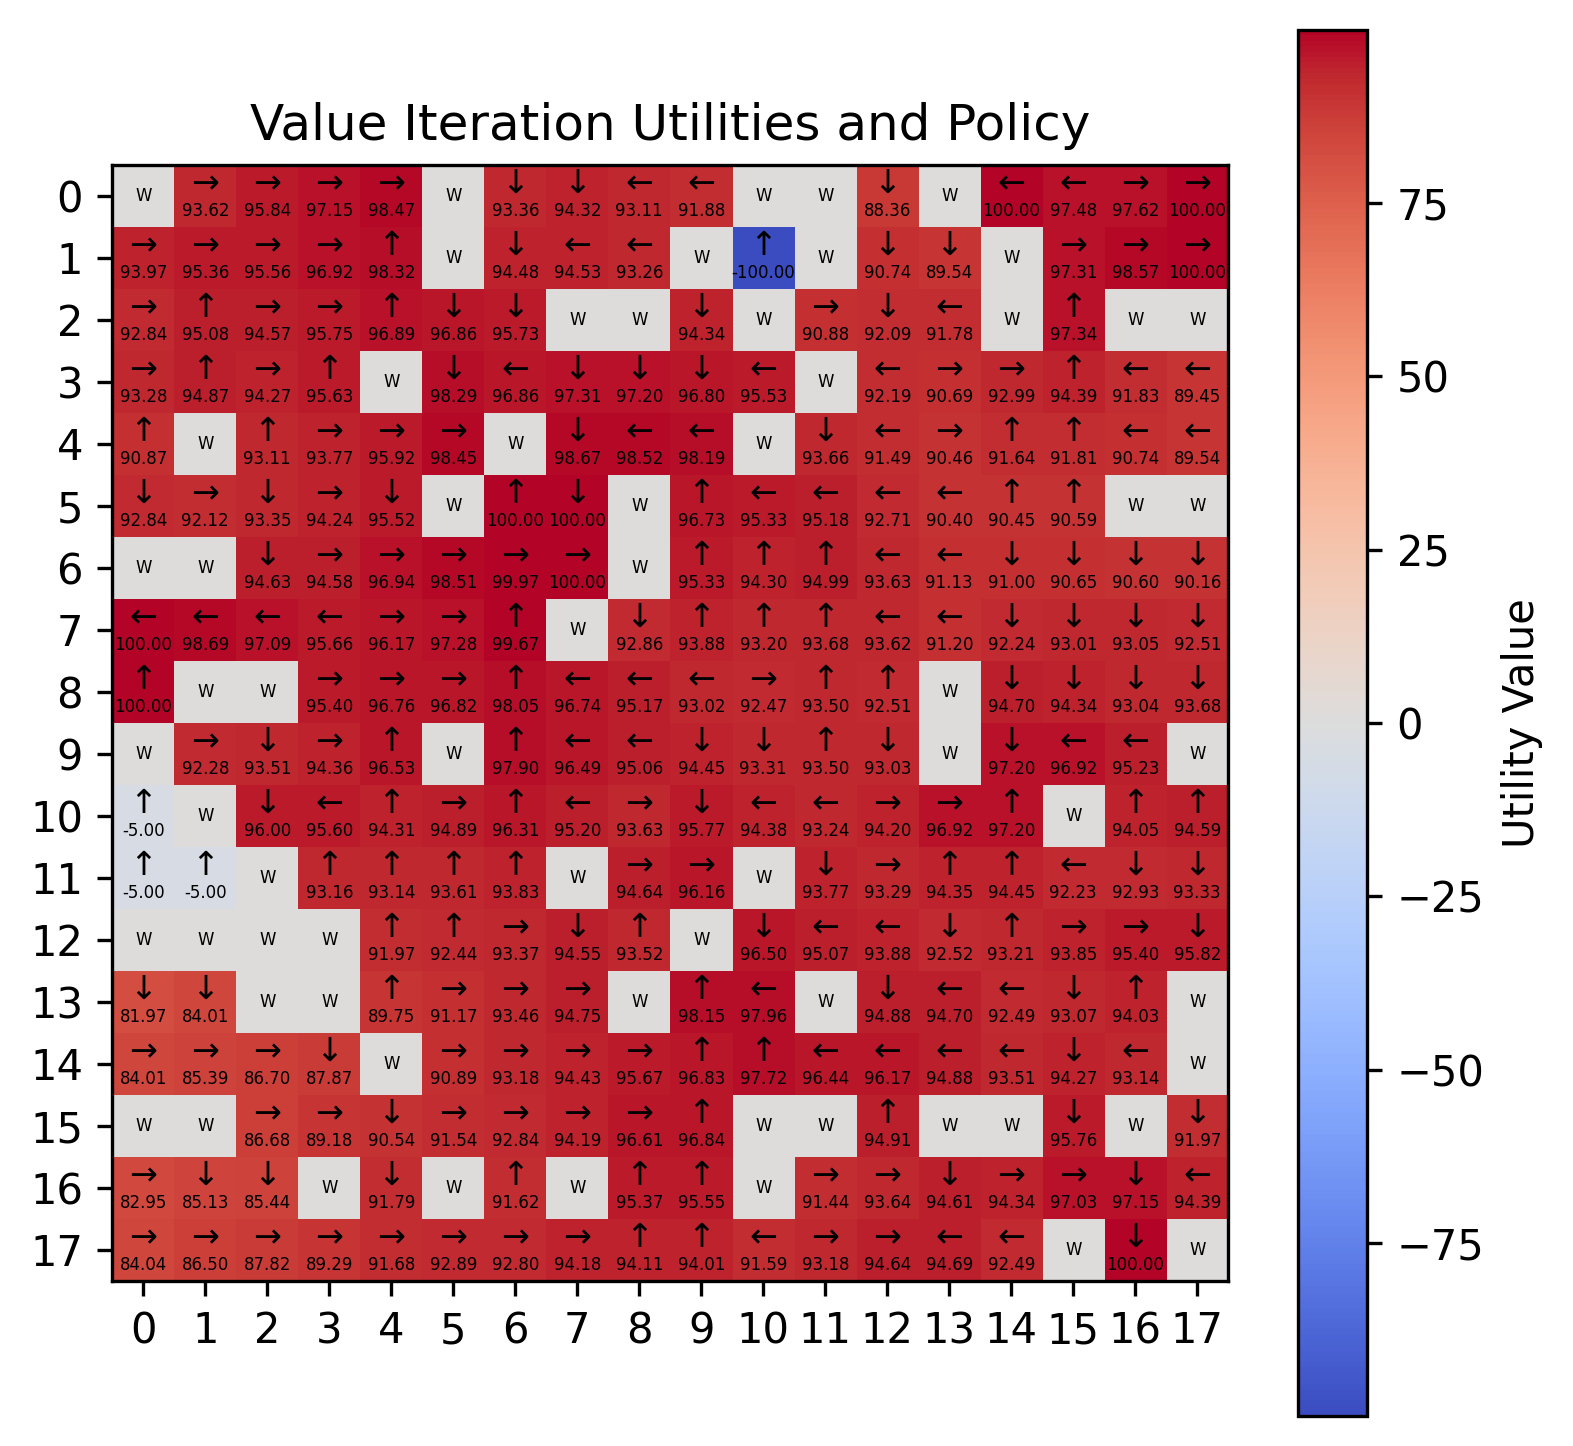 Value Iteration Utilities and Policy
0 W → → → → W ↓ ↓ ← ← W W ↓ W ← ← → →
93.62 95.84 97.15 98.47 93.36 94.32 93.11 91.88 88.36 100.00 97.48 97.62 100.00
1 → → → → ↑ W ↓ ← ← W ↑ W ↓ ↓ W → → →
93.97 95.36 95.56 96.92 98.32 94.48 94.53 93.26 -100.00 90.74 89.54 97.31 98.57 100.00
2 → ↑ → → ↑ ↓ ↓ W W ↓ W → ↓ ← W ↑ W W
92.84 95.08 94.57 95.75 96.89 96.86 95.73 94.34 90.88 92.09 91.78 97.34
3 → ↑ → ↑ W ↓ ← ↓ ↓ ↓ ← W ← → → ↑ ← ←
93.28 94.87 94.27 95.63 98.29 96.86 97.31 97.20 96.80 95.53 92.19 90.69 92.99 94.39 91.83 89.45
4 ↑ W ↑ → → → W ↓ ← ← W ↓ ← → ↑ ↑ ← ←
90.87 93.11 93.77 95.92 98.45 98.67 98.52 98.19 93.66 91.49 90.46 91.64 91.81 90.74 89.54
5 ↓ → ↓ → ↓ W ↑ ↓ W ↑ ← ← ← ← ↑ ↑ W W
92.84 92.12 93.35 94.24 95.52 100.00 100.00 96.73 95.33 95.18 92.71 90.40 90.45 90.59
6 W W ↓ → → → → → W ↑ ↑ ↑ ← ← ↓ ↓ ↓ ↓
94.63 94.58 96.94 98.51 99.97 100.00 95.33 94.30 94.99 93.63 91.13 91.00 90.65 90.60 90.16
7 ← ← ← ← → → ↑ W ↓ ↑ ↑ ↑ ← ← ↓ ↓ ↓ ↓
100.00 98.69 97.09 95.66 96.17 97.28 99.67 92.86 93.88 93.20 93.68 93.62 91.20 92.24 93.01 93.05 92.51
8 ↑ W W → → → ↑ ← ← ← → ↑ ↑ W ↓ ↓ ↓ ↓
100.00 95.40 96.76 96.82 98.05 96.74 95.17 93.02 92.47 93.50 92.51 94.70 94.34 93.04 93.68
9 W → ↓ → ↑ W ↑ ← ← ↓ ↓ ↑ ↓ W ↓ ← ← W
92.28 93.51 94.36 96.53 97.90 96.49 95.06 94.45 93.31 93.50 93.03 97.20 96.92 95.23
10 ↑ W ↓ ← ↑ → ↑ ← → ↓ ← ← → → ↑ W ↑ ↑
-5.00 96.00 95.60 94.31 94.89 96.31 95.20 93.63 95.77 94.38 93.24 94.20 96.92 97.20 94.05 94.59
11 ↑ ↑ W ↑ ↑ ↑ ↑ W → → W ↓ → ↑ ↑ ← ↓ ↓
-5.00 -5.00 93.16 93.14 93.61 93.83 94.64 96.16 93.77 93.29 94.35 94.45 92.23 92.93 93.33
12 W W W W ↑ ↑ → ↓ ↑ W ↓ ← ← ↓ ↑ → → ↓
91.97 92.44 93.37 94.55 93.52 96.50 95.07 93.88 92.52 93.21 93.85 95.40 95.82
13 ↓ ↓ W W ↑ → → → W ↑ ← W ↓ ← ← ↓ ↑ W
81.97 84.01 89.75 91.17 93.46 94.75 98.15 97.96 94.88 94.70 92.49 93.07 94.03
14 → → → ↓ W → → → → ↑ ↑ ← ← ← ← ↓ ← W
84.01 85.39 86.70 87.87 90.89 93.18 94.43 95.67 96.83 97.72 96.44 96.17 94.88 93.51 94.27 93.14
15 W W → → ↓ → → → → ↑ W W ↑ W W ↓ W ↓
86.68 89.18 90.54 91.54 92.84 94.19 96.61 96.84 94.91 95.76 91.97
16 → ↓ ↓ W ↓ W ↑ W ↑ ↑ W → → ↓ → → ↓ ←
82.95 85.13 85.44 91.79 91.62 95.37 95.55 91.44 93.64 94.61 94.34 97.03 97.15 94.39
17 → → → → → → → → ↑ ↑ ← → → ← ← W ↓ W
84.04 86.50 87.82 89.29 91.68 92.89 92.80 94.18 94.11 94.01 91.59 93.18 94.64 94.69 92.49 100.00
0 1 2 3 4 5 6 7 8 9 10 11 12 13 14 15 16 17
75
50
25
0
−25
−50
−75
Utility Value